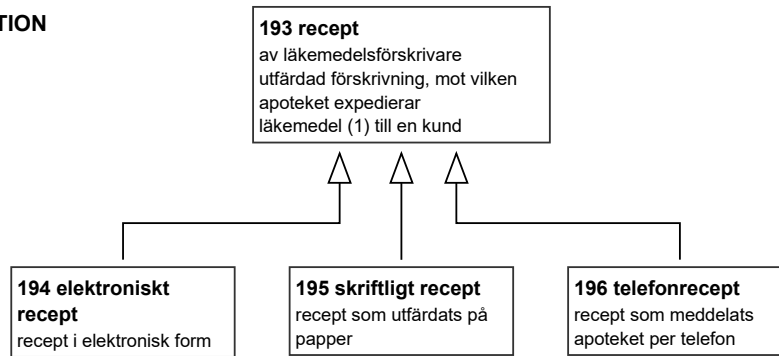 TION
193 recept
av läkemedelsförskrivare
utfärdad förskrivning, mot vilken
apoteket expedierar
läkemedel (1) till en kund
194 elektroniskt
recept
recept i elektronisk form
195 skriftligt recept
recept som utfärdats på
papper
196 telefonrecept
recept som meddelats
apoteket per telefon